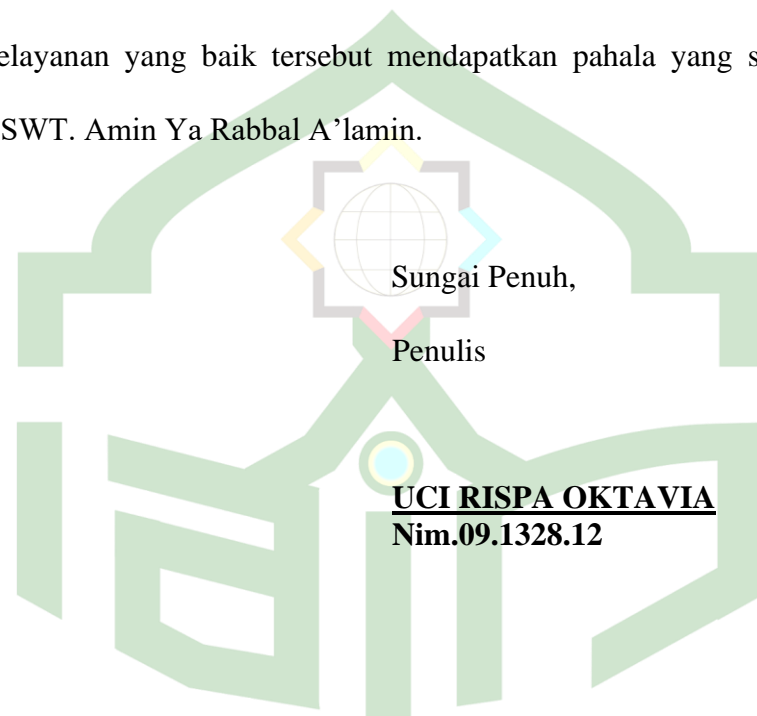 yang baik tersebut mendapatkan pahala yang
SWT. Amin Ya Rabbal A’lamin.
Sungai Penuh,
Penulis
UCI RISPA OKTAVIA
Nim.09.1328.12